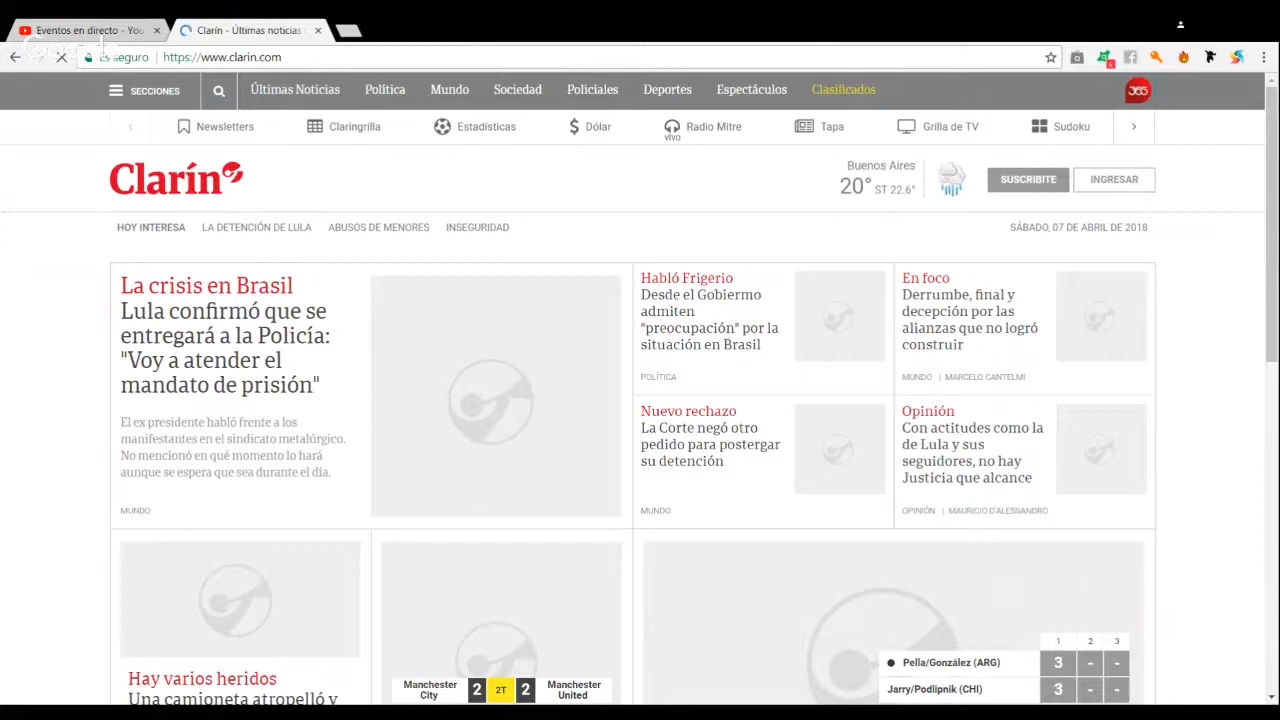 Eventos en directo - You
Clarín - Últimas noticias
Es seguro
https://www.clarin.com
6
SECCIONES
Últimas Noticias
Política
Mundo
Sociedad
Policiales
Deportes
Espectáculos
Clasificados
365
Newsletters
Claringrilla
Estadísticas
Dólar
VIVO
Radio Mitre
Tapa
Grilla de TV
Sudoku
Clarín
Buenos Aires
20° ST 22.6°
SUSCRIBITE
INGRESAR
HOY INTERESA
LA DETENCIÓN DE LULA
ABUSOS DE MENORES
INSEGURIDAD
SÁBADO, 07 DE ABRIL DE 2018
La crisis en Brasil
Lula confirmó que se
entregará a la Policía:
"Voy a atender el
mandato de prisión"
El ex presidente habló frente a los
manifestantes en el sindicato metalúrgico.
No mencionó en qué momento lo hará
aunque se espera que sea durante el día.
MUNDO
Habló Frigerio
Desde el Gobierno
admiten
"preocupación" por la
situación en Brasil
POLÍTICA
En foco
Derrumbe, final y
decepción por las
alianzas que no logró
construir
MUNDO | MARCELO CANTELMI
Nuevo rechazo
La Corte negó otro
pedido para postergar
su detención
MUNDO
Opinión
Con actitudes como la
de Lula y sus
seguidores, no hay
Justicia que alcance
OPINIÓN | MAURICIO D'ALESSANDRO
Hay varios heridos
Una camioneta atropelló y
Manchester
City
2 2T 2
Manchester
United
1 2 3
Pella/González (ARG) 3 - -
Jarry/Podlipnik (CHI) 3 - -